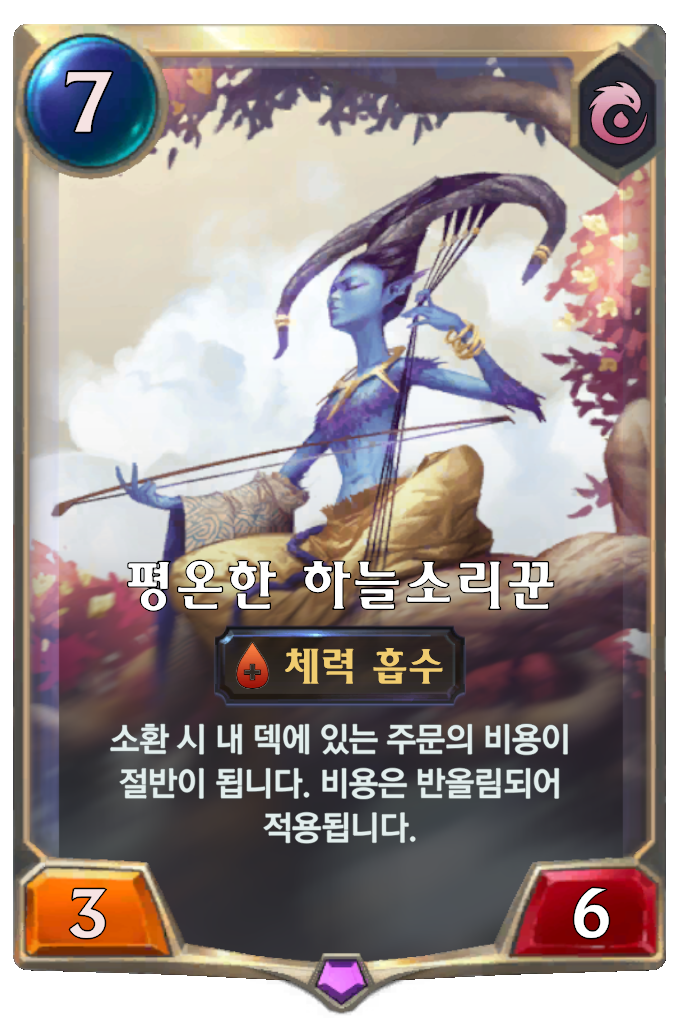 7
평온한 하늘소리꾼
체력 흡수
소환 시 내 덱에 있는 주문의 비용이
절반이 됩니다. 비용은 반올림되어
적용됩니다.
3
6